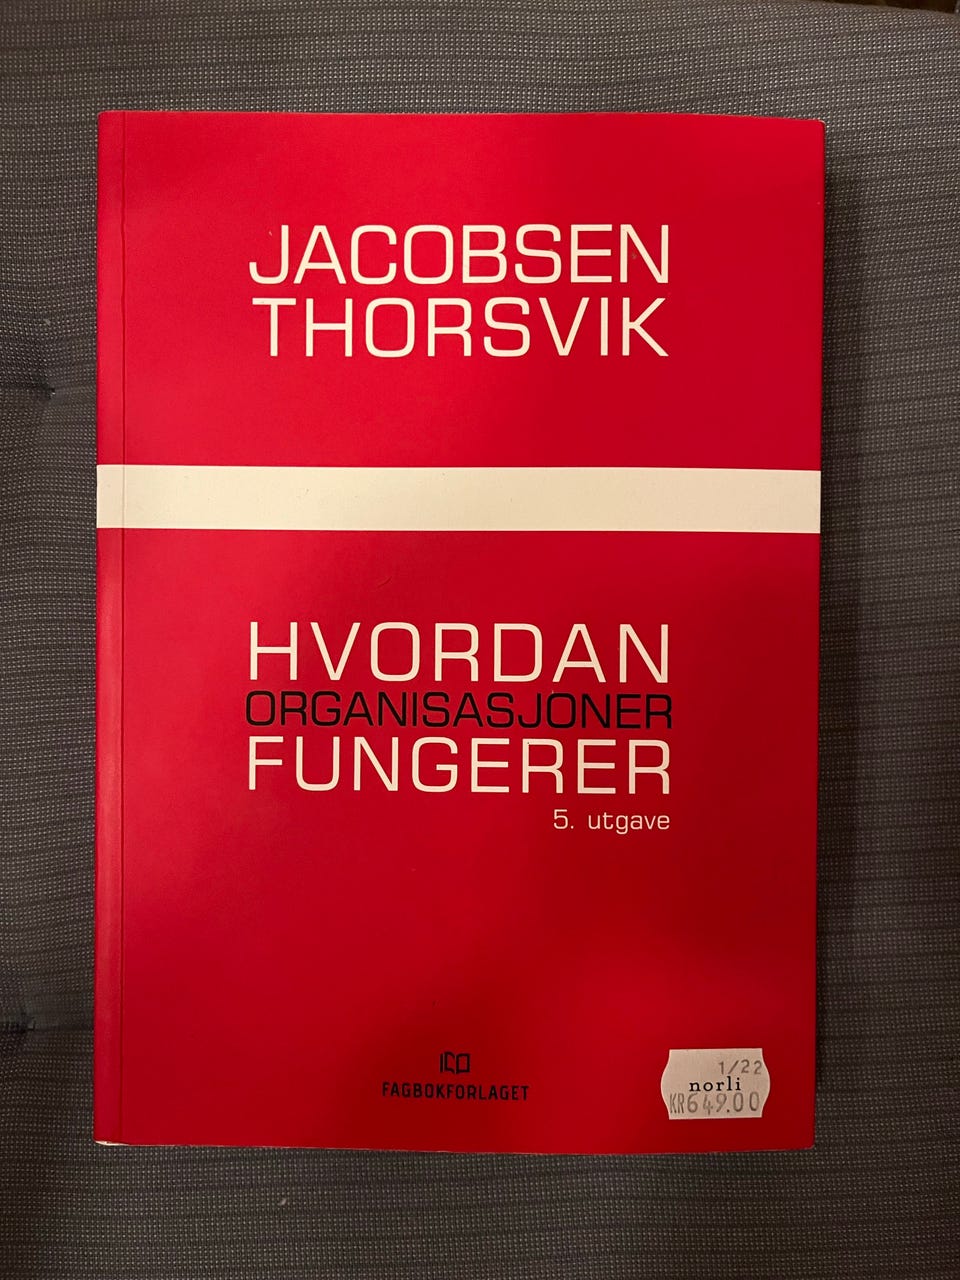 JACOBSEN
THORSVIK
HVORDAN
ORGANISASJONER
FUNGERER
5. utgave
FAGBOKFORLAGET
1/22
norli
KR649.00